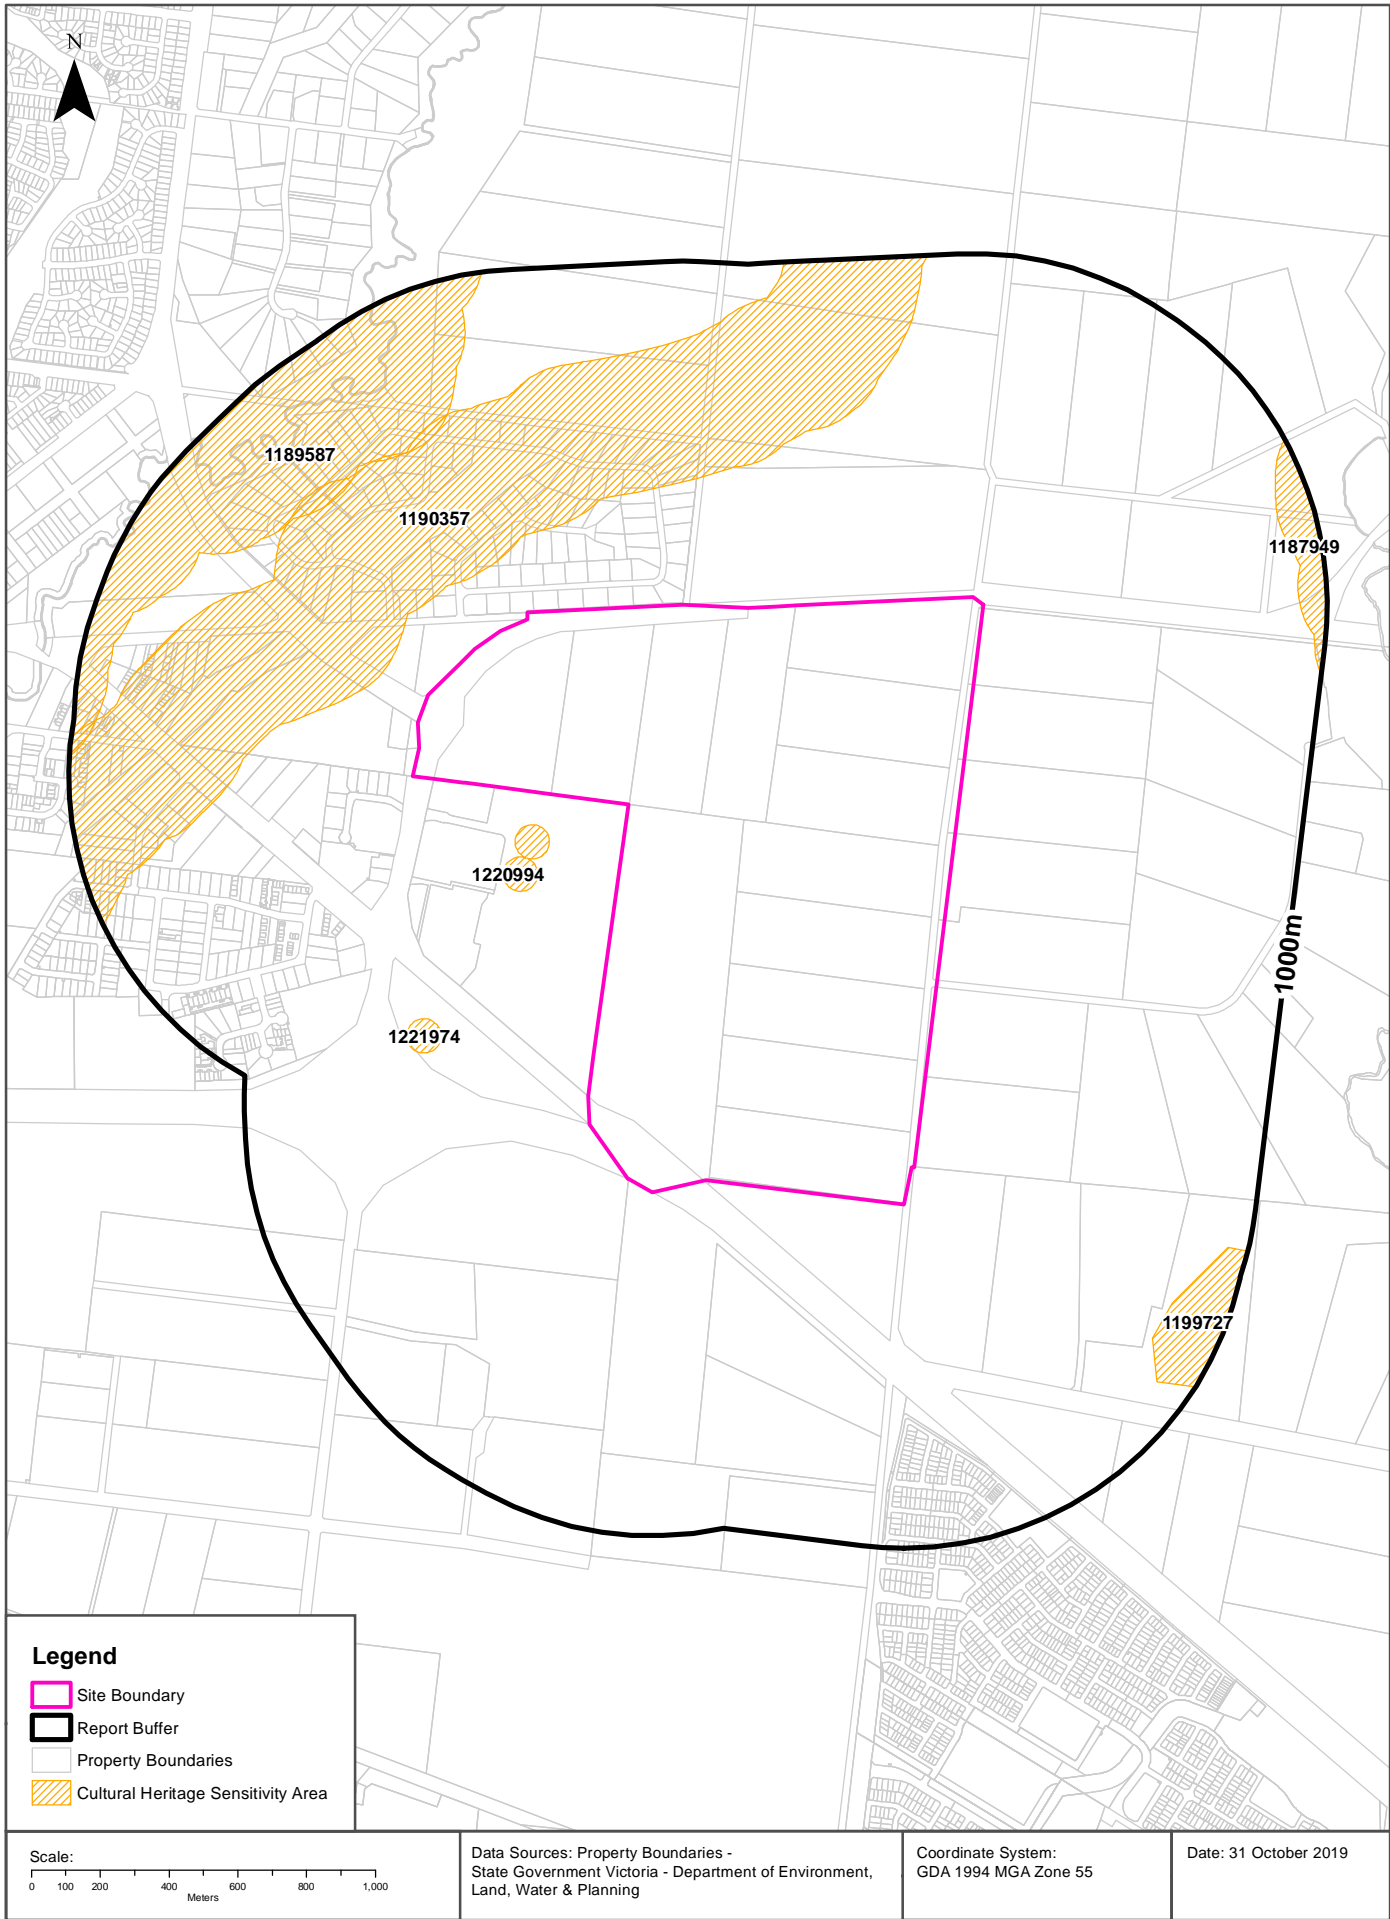 N
1189587
1190357
1187949
1220994
1000m
1221974
1199727
Legend
Site Boundary
Report Buffer
Property Boundaries
Cultural Heritage Sensitivity Area
Scale:
0 100 200 400 600 800 1,000
Meters
Data Sources: Property Boundaries -
State Government Victoria - Department of Environment,
Land, Water & Planning
Coordinate System:
GDA 1994 MGA Zone 55
Date: 31 October 2019